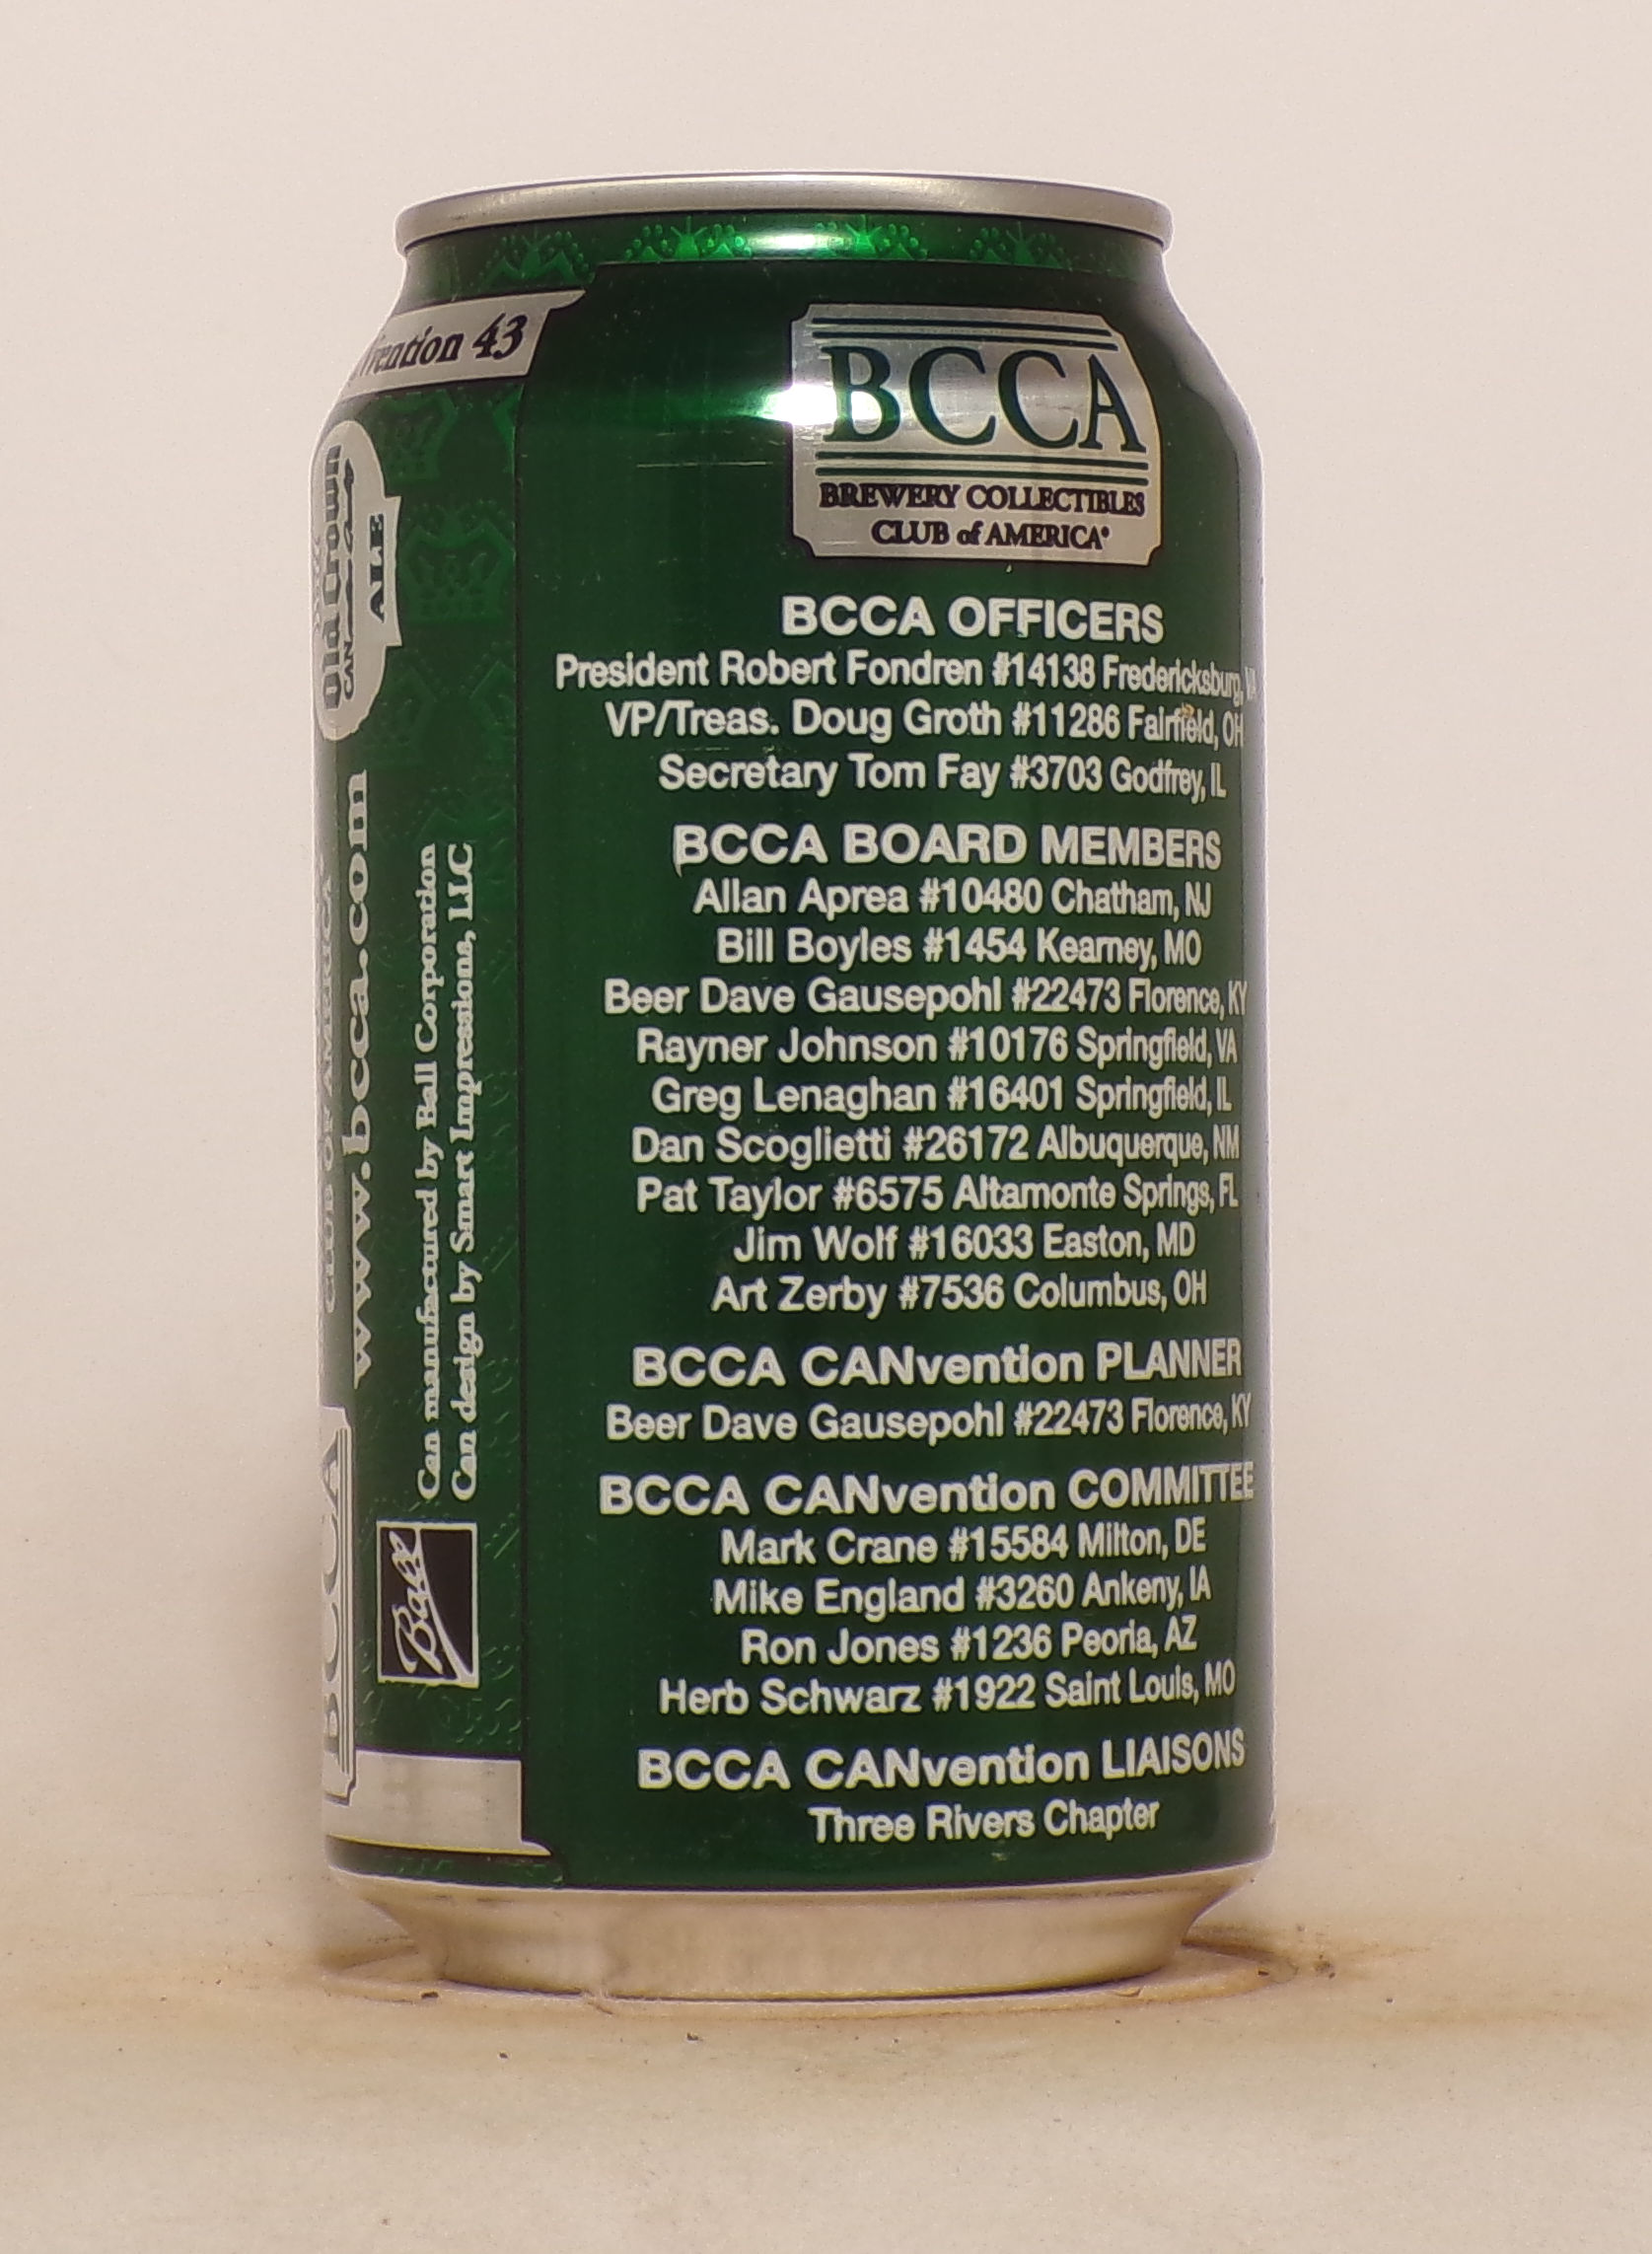 43
ALE
www.bcca.com
Can manufactured by Ball Corporation
Can design by Smart Impressions, LLC
BCCA
Ball
BCCA
BREWERY COLLECTIBLES
CLUB of AMERICA®
BCCA OFFICERS
President Robert Fondren #14138 Fredericksburg, VA
VP/Treas. Doug Groth #11286 Fairfield, OH
Secretary Tom Fay #3703 Godfrey, IL
BCCA BOARD MEMBERS
Allan Aprea #10480 Chatham, NJ
Bill Boyles #1454 Kearney, MO
Beer Dave Gausepohl #22473 Florence, KY
Rayner Johnson #10176 Springfield, VA
Greg Lenaghan #16401 Springfield, IL
Dan Scoglietti #26172 Albuquerque, NM
Pat Taylor #6575 Altamonte Springs, FL
Jim Wolf #16033 Easton, MD
Art Zerby #7536 Columbus, OH
BCCA CANvention PLANNER
Beer Dave Gausepohl #22473 Florence, KY
BCCA CANvention COMMITTEE
Mark Crane #15584 Milton, DE
Mike England #3260 Ankeny, IA
Ron Jones #1236 Peoria, AZ
Herb Schwarz #1922 Saint Louis, MO
BCCA CANvention LIAISONS
Three Rivers Chapter